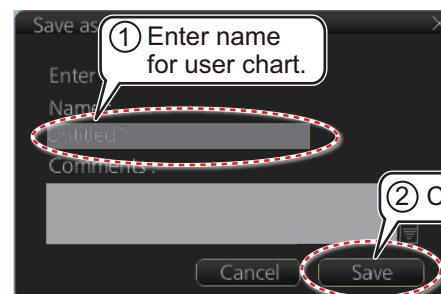 Save as
① Enter name
for user chart.
Enter
Name
Untitled1
Comments :
② C
Cancel
Save